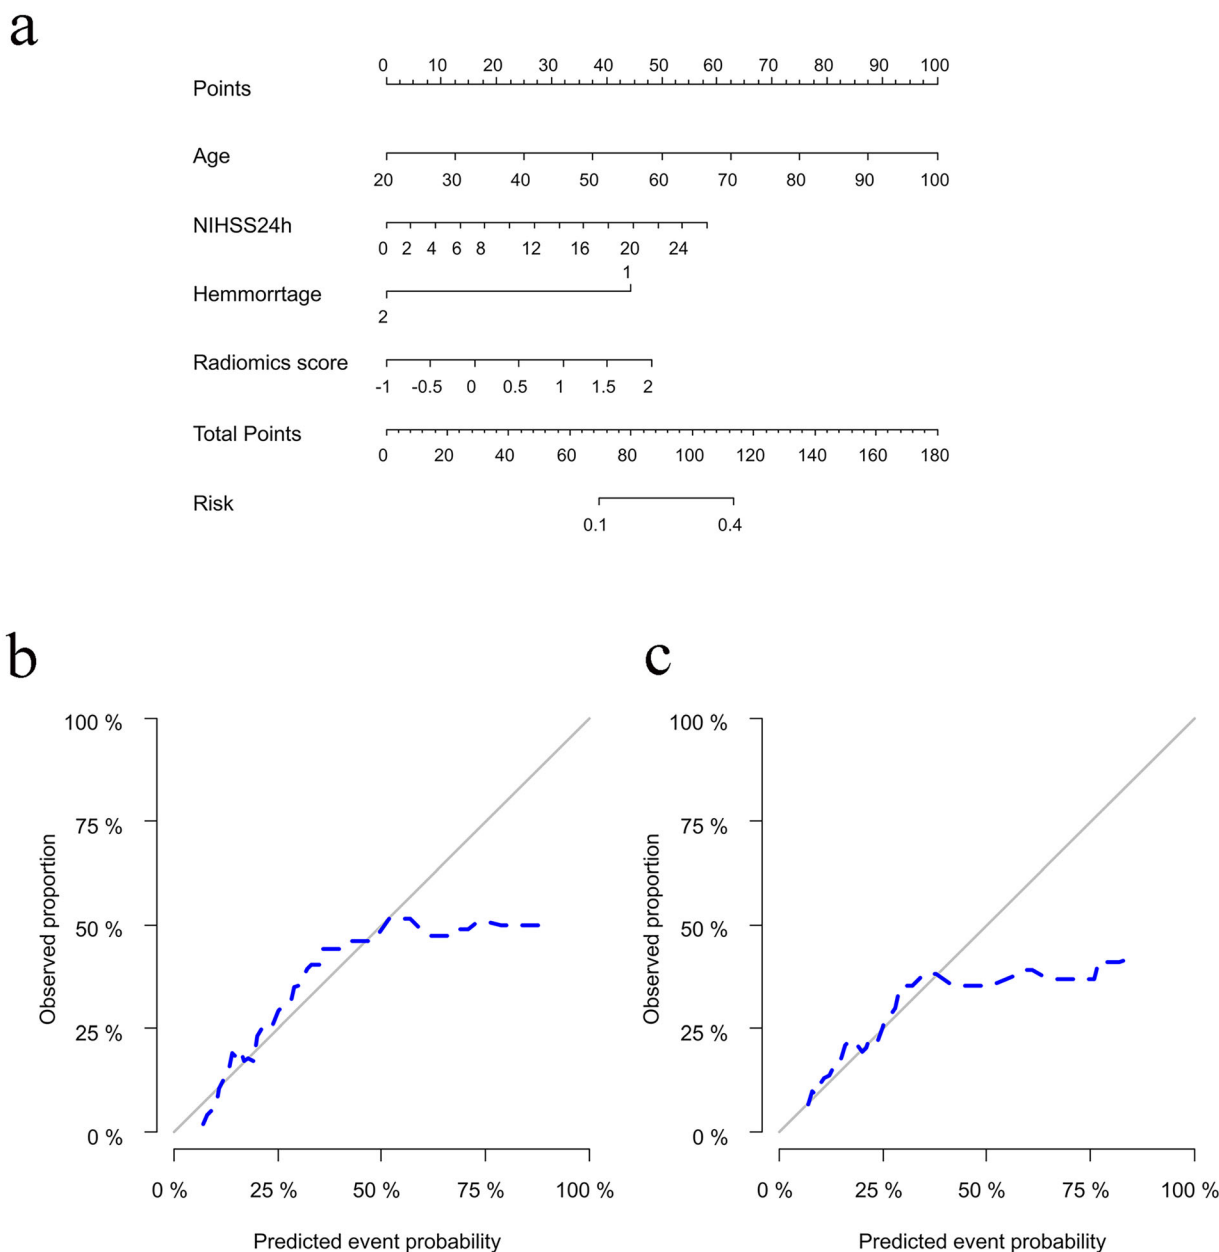 a
0 10 20 30 40 50 60 70 80 90 100
Points
Age
20 30 40 50 60 70 80 90 100
NIHSS24h
0 2 4 6 8 12 16 20 24
1
Hemmorrtage
2
Radiomics score
-1 -0.5 0 0.5 1 1.5 2
Total Points
0 20 40 60 80 100 120 140 160 180
Risk
0.1 0.4
b
100 %
75 %
50 %
25 %
0 %
Observed proportion
0 % 25 % 50 % 75 % 100 %
Predicted event probability
c
100 %
75 %
50 %
25 %
0 %
Observed proportion
0 % 25 % 50 % 75 % 100 %
Predicted event probability